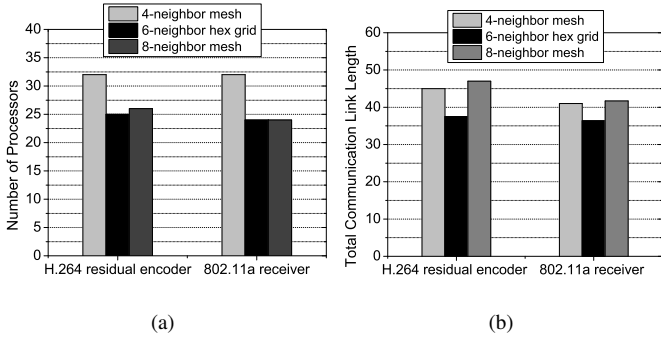 4-neighbor mesh
6-neighbor hex grid
8-neighbor mesh
Number of Processors
40
35
30
25
20
15
10
5
0
H.264 residual encoder
802.11a receiver
(a)
4-neighbor mesh
6-neighbor hex grid
8-neighbor mesh
Total Communication Link Length
60
50
40
30
20
10
0
H.264 residual encoder
802.11a receiver
(b)